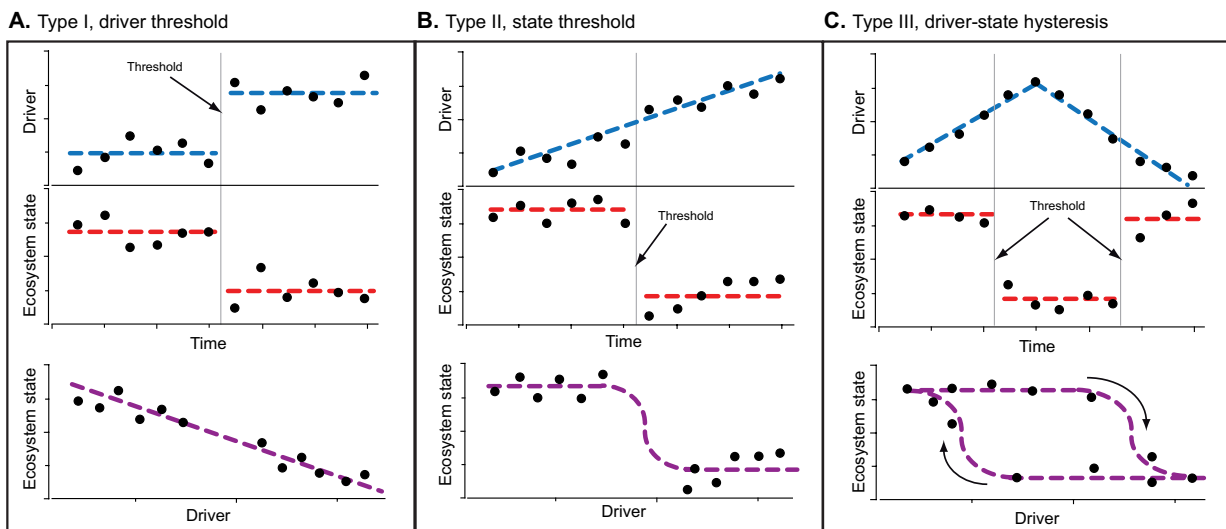 A. Type I, driver threshold
Driver
Threshold
Ecosystem state
Time
Ecosystem state
Driver
B. Type II, state threshold
Driver
Ecosystem state
Threshold
Time
Ecosystem state
Driver
C. Type III, driver-state hysteresis
Driver
Ecosystem state
Threshold
Time
Ecosystem state
Driver